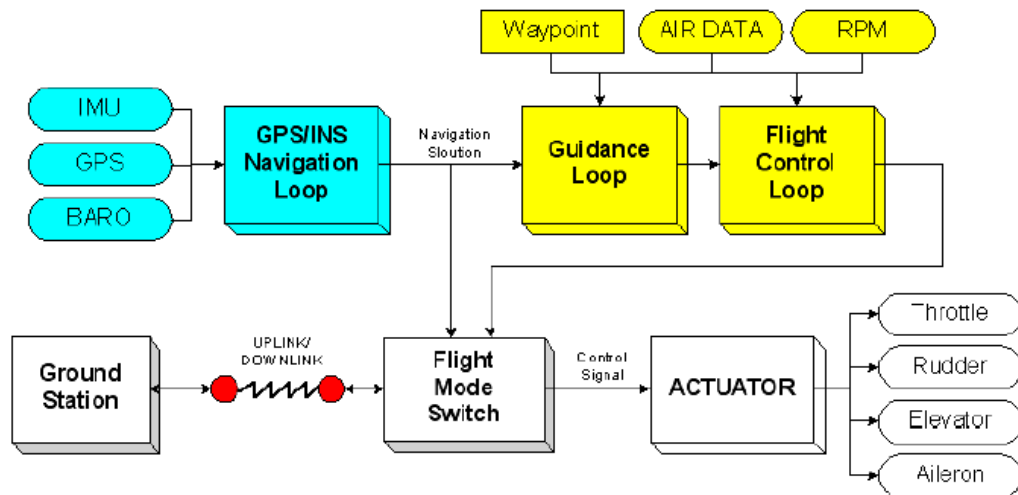 Waypoint
AIR DATA
RPM
IMU
GPS
BARO
GPS/INS
Navigation
Loop
Navigation
Sloution
Guidance
Loop
Flight
Control
Loop
Ground
Station
UPLINK/
DOWNLINK
Flight
Mode
Switch
Control
Signal
ACTUATOR
Throttle
Rudder
Elevator
Aileron